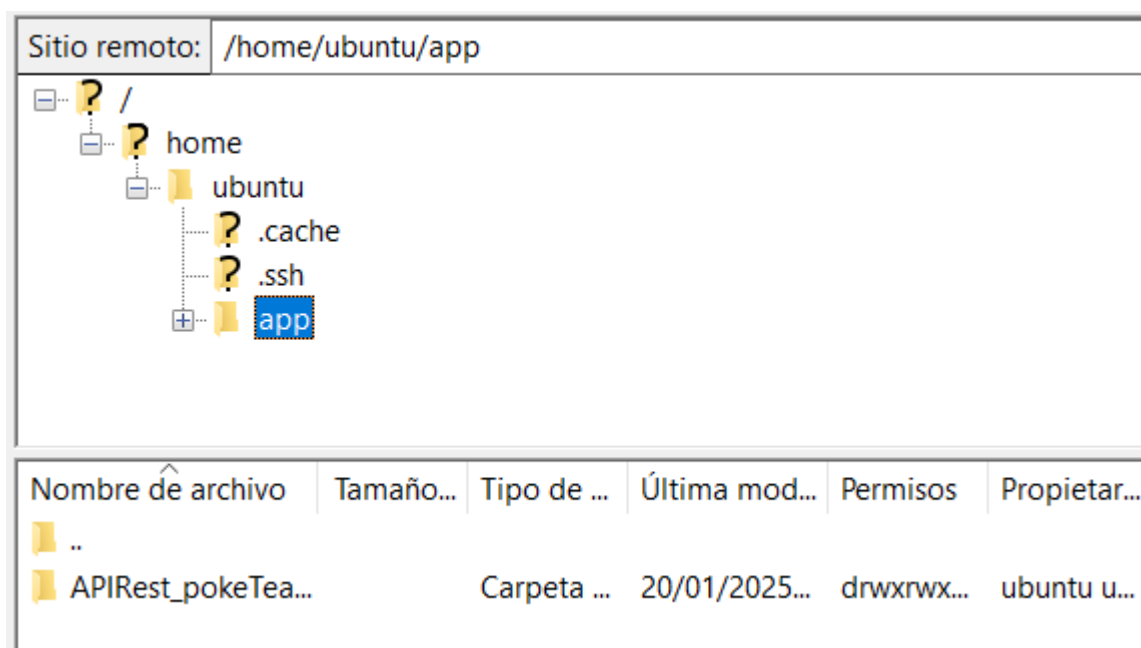 Sitio remoto: /home/ubuntu/app
/
home
ubuntu
.cache
.ssh
app
Nombre de archivo Tamaño... Tipo de ... Última mod... Permisos Propietar...
..
APIRest_pokeTea... Carpeta ... 20/01/2025... drwxrwx... ubuntu u...